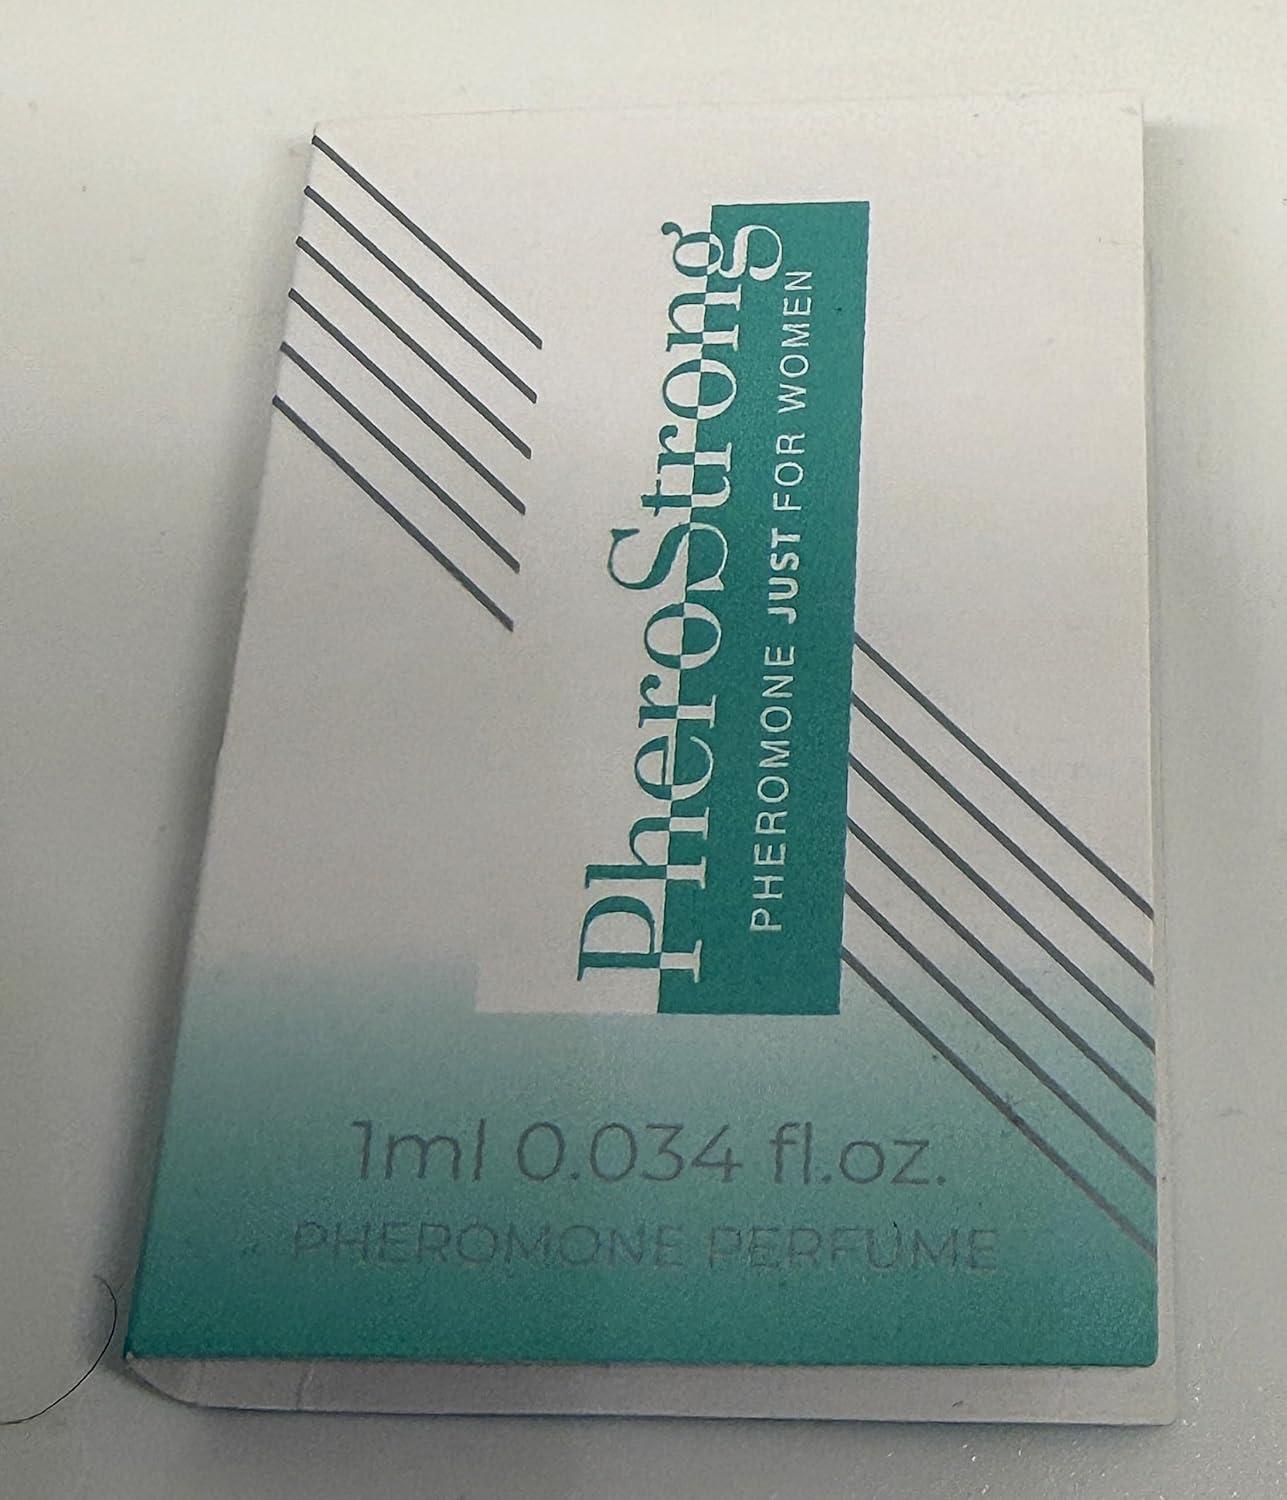 PheroStrong
PHEROMONE JUST FOR WOMEN
1ml 0.034 fl.oz.
PHEROMONE PERFUME